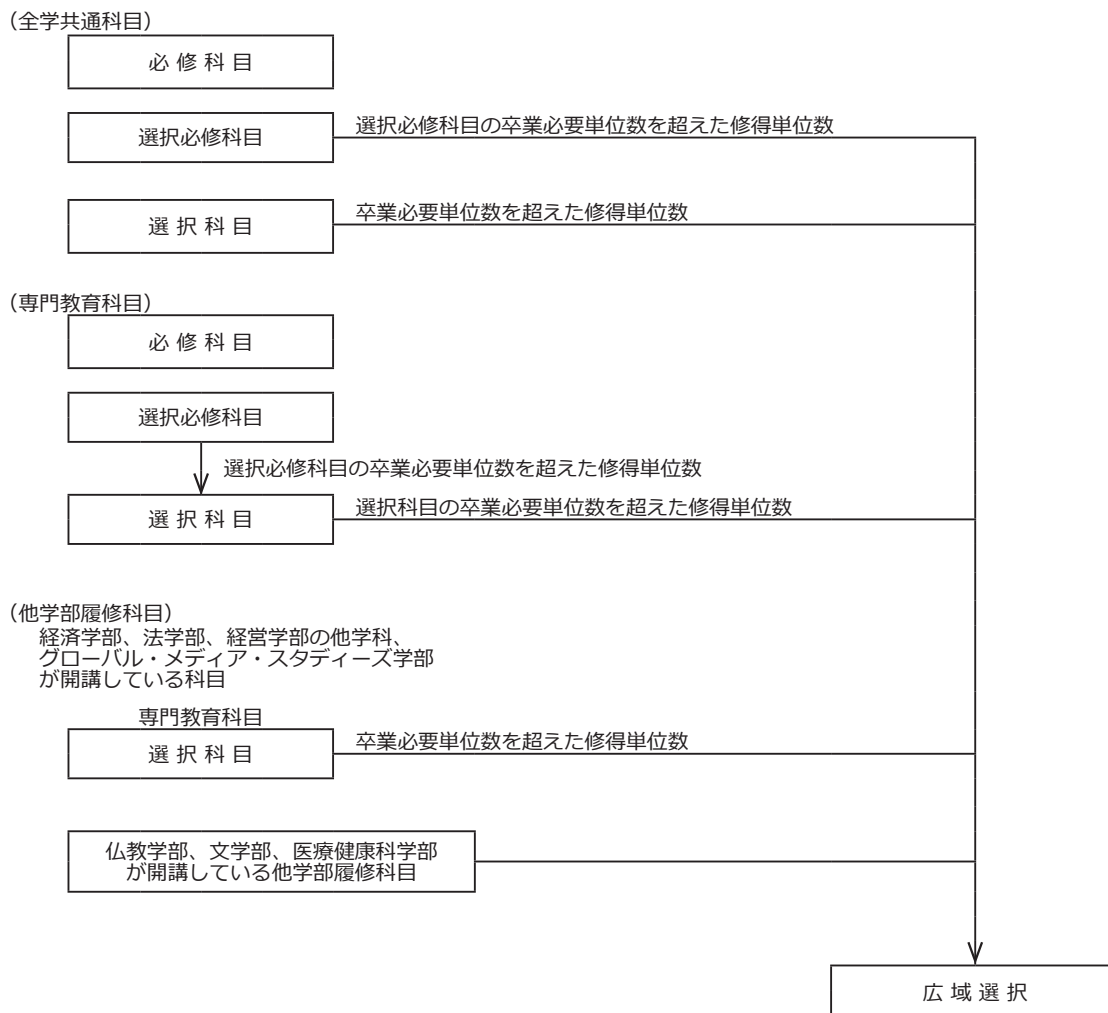 （全学共通科目）
必修科目
選択必修科目
選択必修科目の卒業必要単位数を超えた修得単位数
選択科目
卒業必要単位数を超えた修得単位数
（専門教育科目）
必修科目
選択必修科目
選択必修科目の卒業必要単位数を超えた修得単位数
選択科目
選択科目の卒業必要単位数を超えた修得単位数
（他学部履修科目）
経済学部、法学部、経営学部の他学科、
グローバル・メディア・スタディーズ学部
が開講している科目
専門教育科目
選択科目
卒業必要単位数を超えた修得単位数
仏教学部、文学部、医療健康科学部
が開講している他学部履修科目
広域選択